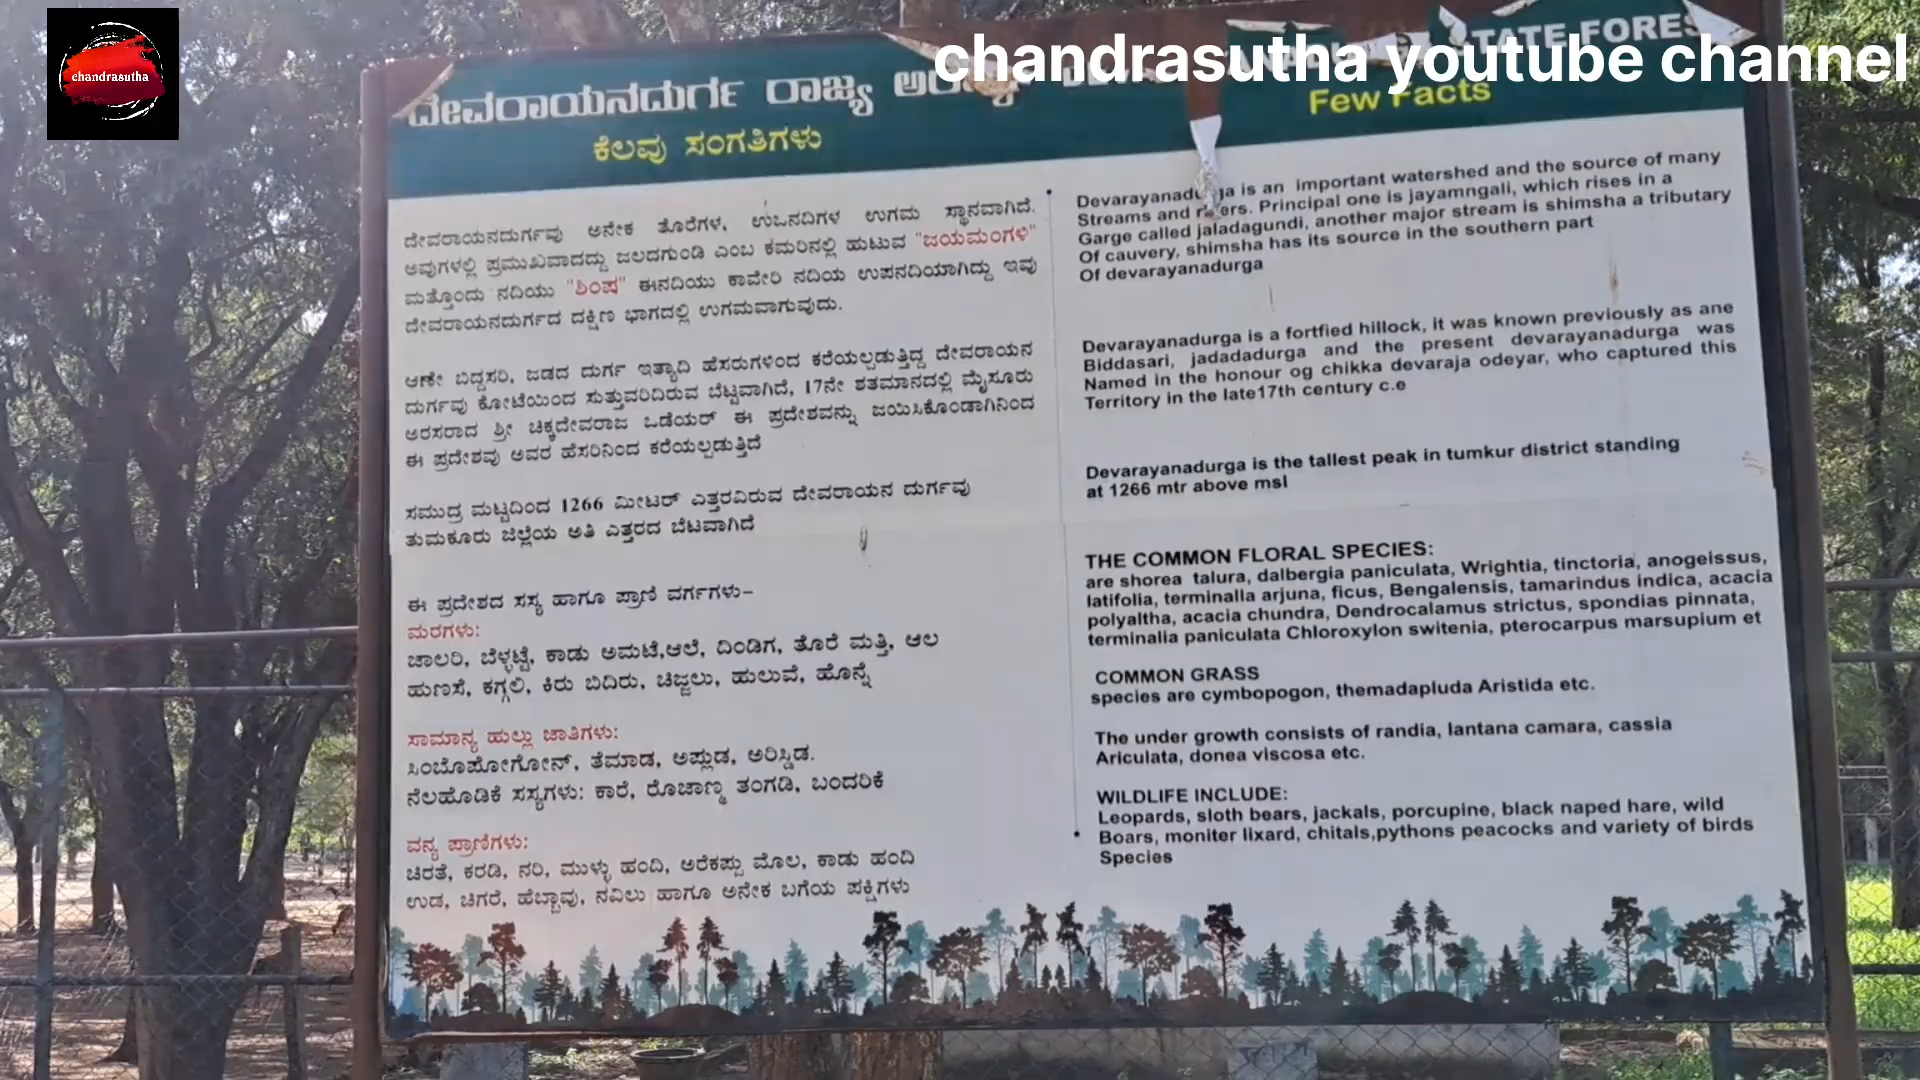 chandrasutha
chandrasutha youtube channel
ದೇವರಾಯನದುರ್ಗ ರಾಜ್ಯ
ಕೆಲವು ಸಂಗತಿಗಳು
STATE FOREST
Few Facts
ದೇವರಾಯನದುರ್ಗವು ಅನೇಕ ತೊರೆಗಳ, ಉಪನದಿಗಳ ಉಗಮ ಸ್ಥಾನವಾಗಿದೆ.
ಅವುಗಳಲ್ಲಿ ಪ್ರಮುಖವಾದದ್ದು ಜಲದಗುಂಡಿ ಎಂಬ ಕಮರಿನಲ್ಲಿ ಹುಟುವ "ಜಯಮಂಗಳಿ"
ಮತ್ತೊಂದು ನದಿಯು "ಶಿಂಷ" ಈನದಿಯು ಕಾವೇರಿ ನದಿಯ ಉಪನದಿಯಾಗಿದ್ದು ಇವು
ದೇವರಾಯನದುರ್ಗದ ದಕ್ಷಿಣ ಭಾಗದಲ್ಲಿ ಉಗಮವಾಗುವುದು.
ಆಣೇ ಬಿದ್ದಸರಿ, ಜಡದ ದುರ್ಗ ಇತ್ಯಾದಿ ಹೆಸರುಗಳಿಂದ ಕರೆಯಲ್ಪಡುತ್ತಿದ್ದ ದೇವರಾಯನ
ದುರ್ಗವು ಕೋಟೆಯಿಂದ ಸುತ್ತುವರಿದಿರುವ ಬೆಟ್ಟವಾಗಿದೆ, 17ನೇ ಶತಮಾನದಲ್ಲಿ ಮೈಸೂರು
ಅರಸರಾದ ಶ್ರೀ ಚಿಕ್ಕದೇವರಾಜ ಒಡೆಯರ್ ಈ ಪ್ರದೇಶವನ್ನು ಜಯಿಸಿಕೊಂಡಾಗಿನಿಂದ
ಈ ಪ್ರದೇಶವು ಅವರ ಹೆಸರಿನಿಂದ ಕರೆಯಲ್ಪಡುತ್ತಿದೆ
ಸಮುದ್ರ ಮಟ್ಟದಿಂದ 1266 ಮೀಟರ್ ಎತ್ತರವಿರುವ ದೇವರಾಯನ ದುರ್ಗವು
ತುಮಕೂರು ಜಿಲ್ಲೆಯ ಅತಿ ಎತ್ತರದ ಬೆಟವಾಗಿದೆ
ಈ ಪ್ರದೇಶದ ಸಸ್ಯ ಹಾಗೂ ಪ್ರಾಣಿ ವರ್ಗಗಳು-
ಮರಗಳು:
ಜಾಲರಿ, ಬೆಳ್ಳಟ್ಟೆ, ಕಾಡು ಅಮಟೆ,ಆಲೆ, ದಿಂಡಿಗ, ತೊರೆ ಮತ್ತಿ, ಆಲ
ಹುಣಸೆ, ಕಗ್ಗಲಿ, ಕಿರು ಬಿದಿರು, ಚಿಜ್ಜಲು, ಹುಲುವೆ, ಹೊನ್ನೆ
ಸಾಮಾನ್ಯ ಹುಲ್ಲು ಜಾತಿಗಳು:
ಸಿಂಬೊಪೋಗೋನ್, ತೆಮಾಡ, ಅಪ್ಲುಡ, ಅರಿಸ್ಡಿಡ.
ನೆಲಹೊಡಿಕೆ ಸಸ್ಯಗಳು: ಕಾರೆ, ರೊಜಾಣ್ಮ ತಂಗಡಿ, ಬಂದರಿಕೆ
ವನ್ಯ ಪ್ರಾಣಿಗಳು:
ಚಿರತೆ, ಕರಡಿ, ನರಿ, ಮುಳ್ಳು ಹಂದಿ, ಅರೆಕಪ್ಪು ಮೊಲ, ಕಾಡು ಹಂದಿ
ಉಡ, ಚಿಗರೆ, ಹೆಬ್ಬಾವು, ನವಿಲು ಹಾಗೂ ಅನೇಕ ಬಗೆಯ ಪಕ್ಷಿಗಳು
is an important watershed and the source of many
Streams and Principal one is jayamngali, which rises in a
Garge called jaladagundi, another major stream is shimsha a tributary
Of cauvery, shimsha has its source in the southern part
Of devarayanadurga
Devarayanadurga is a fortfied hillock, it was known previously as ane
Biddasari, jadadadurga and the present devarayanadurga was
Named in the honour og chikka devaraja odeyar, who captured this
Territory in the late17th century c.e
Devarayanadurga is the tallest peak in tumkur district standing
at 1266 mtr above msl
THE COMMON FLORAL SPECIES:
are shorea talura, dalbergia paniculata, Wrightia, tinctoria, anogeissus,
latifolia, terminalla arjuna, ficus, Bengalensis, tamarindus indica, acacia
polyaltha, acacia chundra, Dendrocalamus strictus, spondias pinnata,
terminalia paniculata Chloroxylon switenia, pterocarpus marsupium et
COMMON GRASS
species are cymbopogon, themadapluda Aristida etc.
The under growth consists of randia, lantana camara, cassia
Ariculata, donea viscosa etc.
WILDLIFE INCLUDE:
Leopards, sloth bears, jackals, porcupine, black naped hare, wild
Boars, moniter lixard, chitals,pythons peacocks and variety of birds
Species